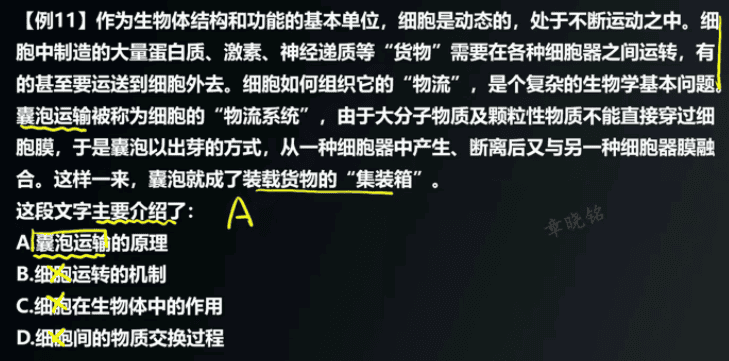 【例11】作为生物体结构和功能的基本单位，细胞是动态的，处于不断运动之中。细
胞中制造的大量蛋白质、激素、神经递质等“货物”需要在各种细胞器之间运转，有
的甚至要运送到细胞外去。细胞如何组织它的“物流”，是个复杂的生物学基本问题。
囊泡运输被称为细胞的“物流系统”，由于大分子物质及颗粒性物质不能直接穿过细
胞膜，于是囊泡以出芽的方式，从一种细胞器中产生、断离后又与另一种细胞器膜融
合。这样一来，囊泡就成了装载货物的“集装箱”。
这段文字主要介绍了：
A
章晓铭
A.囊泡运输的原理
B.细胞运转的机制
C.细胞在生物体中的作用
D.细胞间的物质交换过程